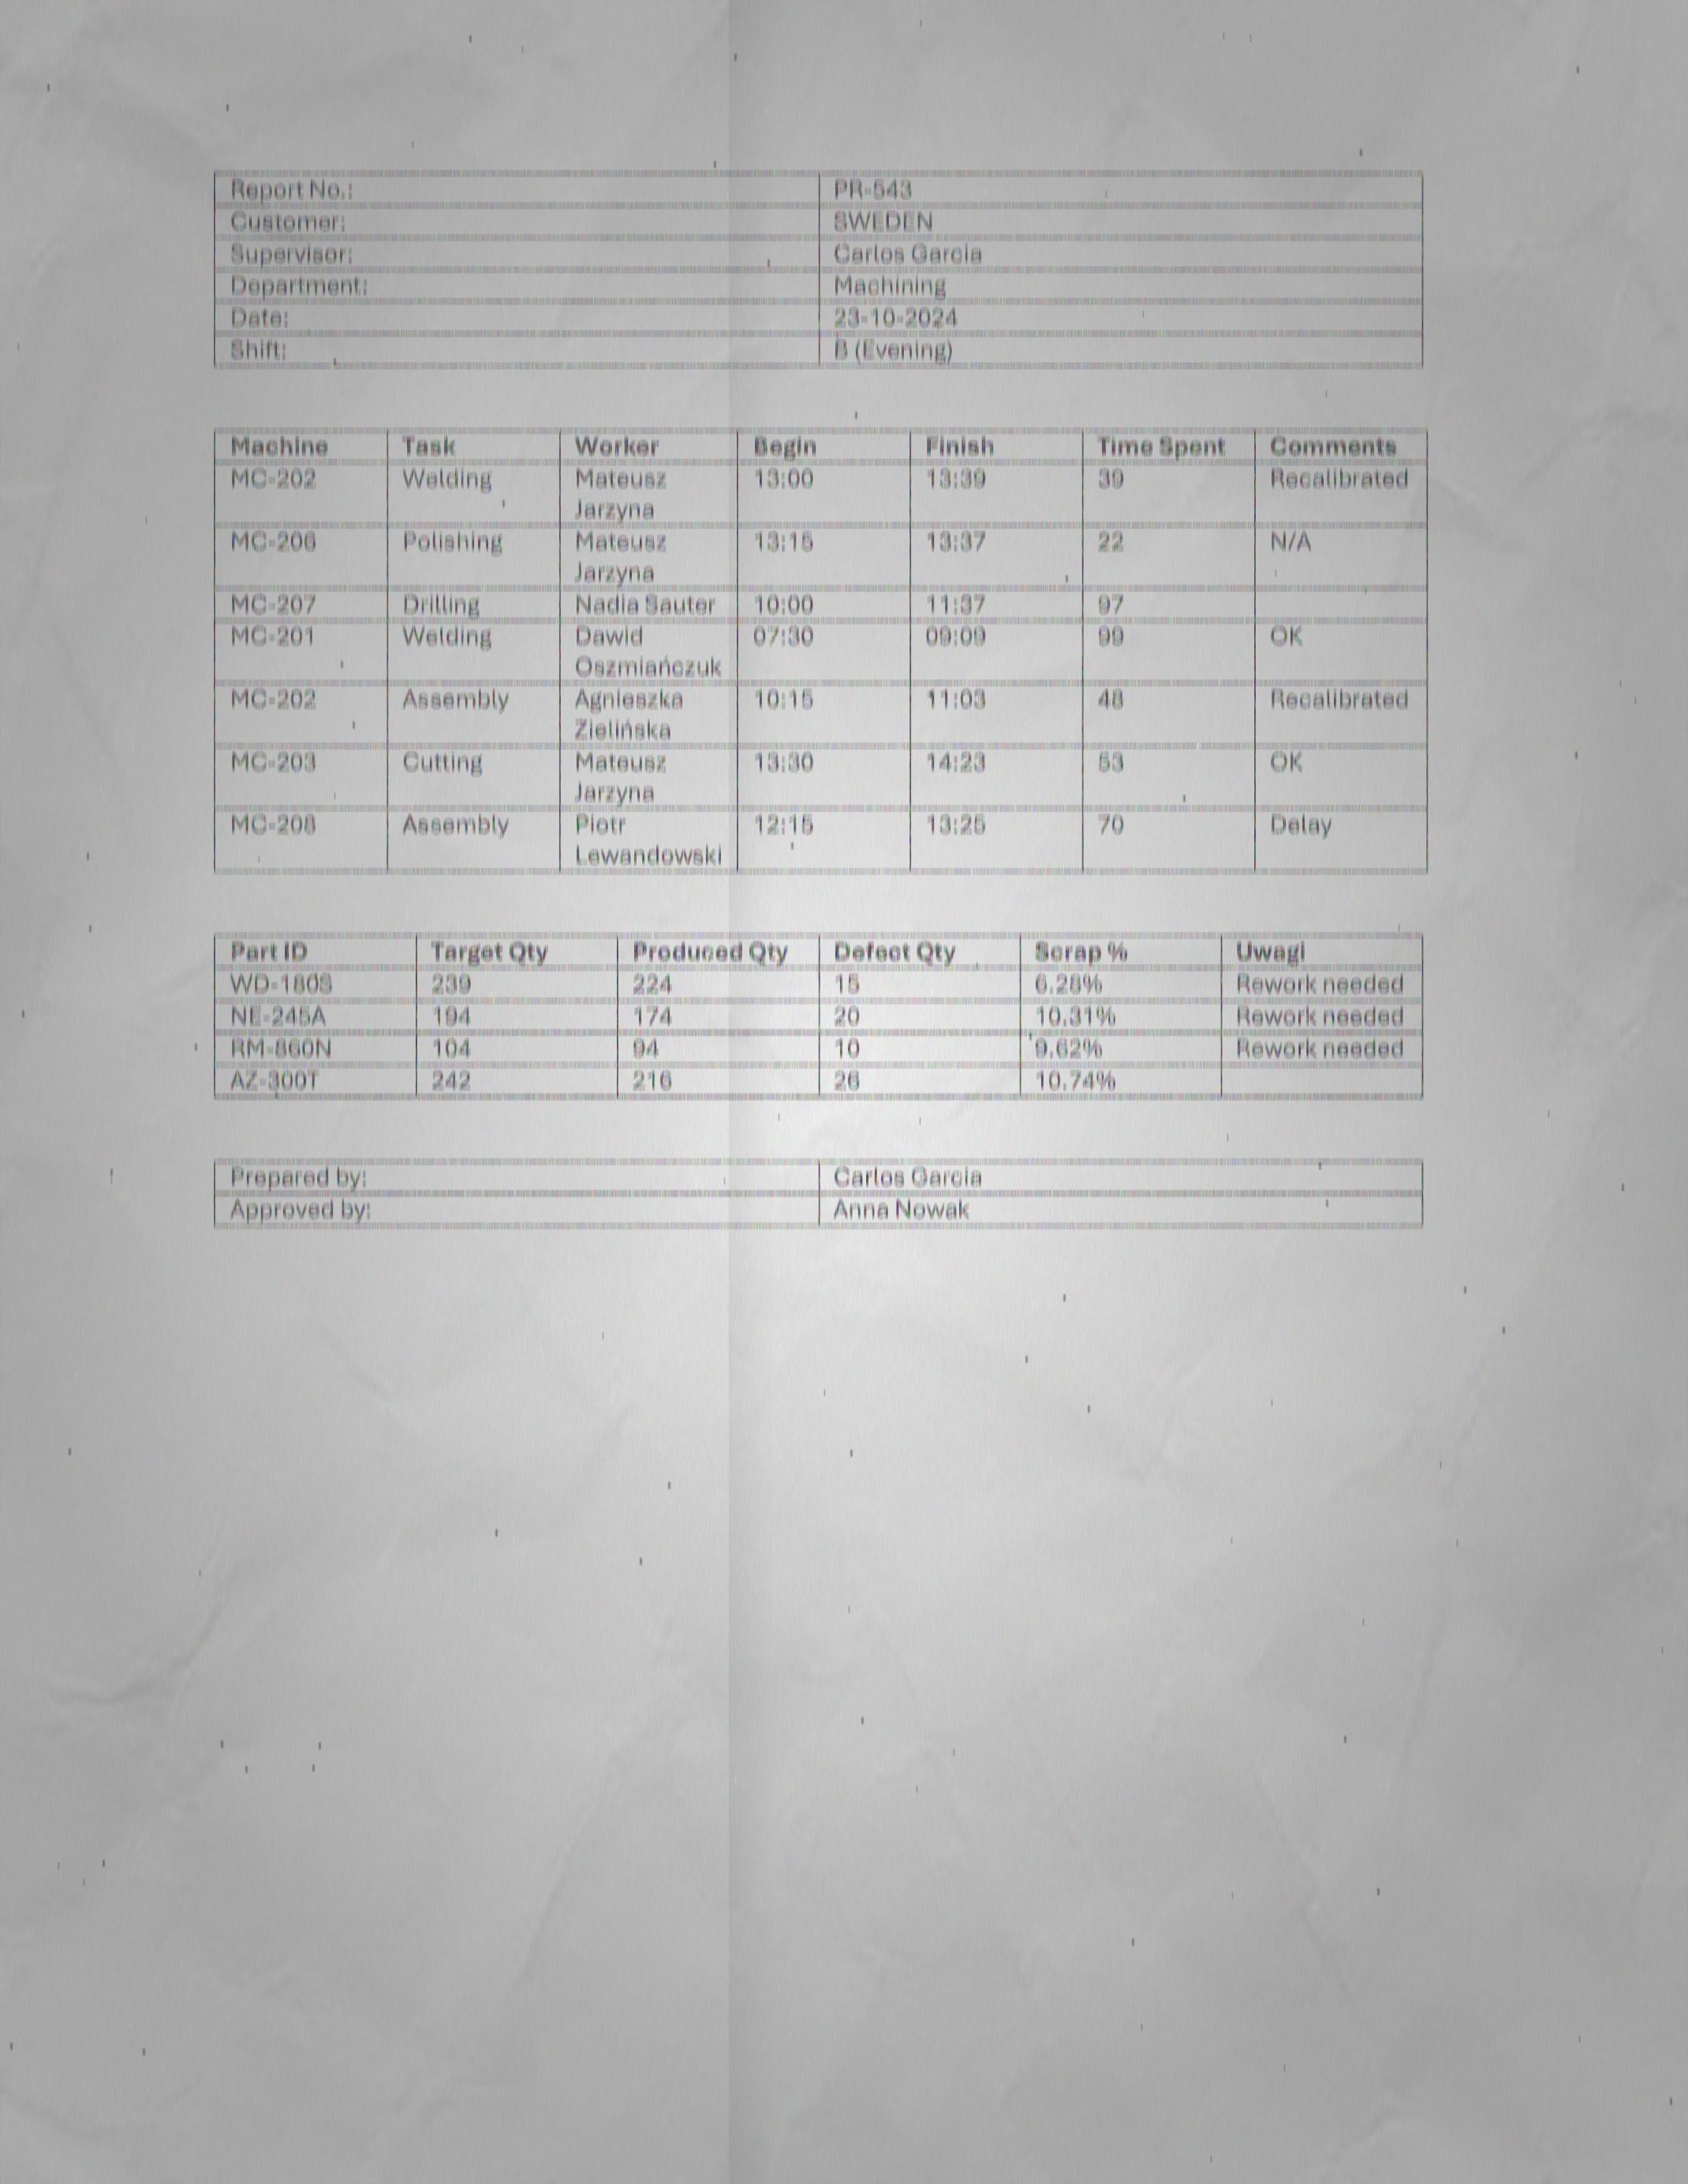 Report No.: PR-543
Customer: SWEDEN
Supervisor: Carlos Garcia
Department: Machining
Date: 23-10-2024
Shift: B (Evening)
Machine Task Worker Begin Finish Time Spent Comments
MC-202 Welding Mateusz Jarzyna 13:00 13:39 39 Recalibrated
MC-206 Polishing Mateusz Jarzyna 13:15 13:37 22 N/A
MC-207 Drilling Nadia Sauter 10:00 11:37 97
MC-201 Welding Dawid Oszmiańczuk 07:30 09:09 99 OK
MC-202 Assembly Agnieszka Zielińska 10:15 11:03 48 Recalibrated
MC-203 Cutting Mateusz Jarzyna 13:30 14:23 53 OK
MC-208 Assembly Piotr Lewandowski 12:15 13:25 70 Delay
Part ID Target Qty Produced Qty Defect Qty Scrap % Uwagi
WD-180S 239 224 15 6.28% Rework needed
NE-245A 194 174 20 10.31% Rework needed
RM-860N 104 94 10 9.62% Rework needed
AZ-300T 242 216 26 10.74%
Prepared by: Carlos Garcia
Approved by: Anna Nowak